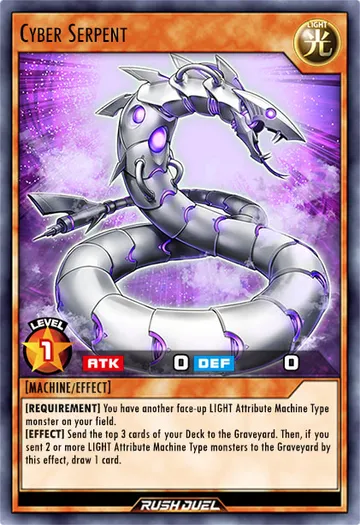 Cyber Serpent
LIGHT
光
LEVEL
1
ATK 0 DEF 0
[MACHINE/EFFECT]
[REQUIREMENT] You have another face-up LIGHT Attribute Machine Type
monster on your field.
[EFFECT] Send the top 3 cards of your Deck to the Graveyard. Then, if you
sent 2 or more LIGHT Attribute Machine Type monsters to the Graveyard by
this effect, draw 1 card.
RUSH DUEL